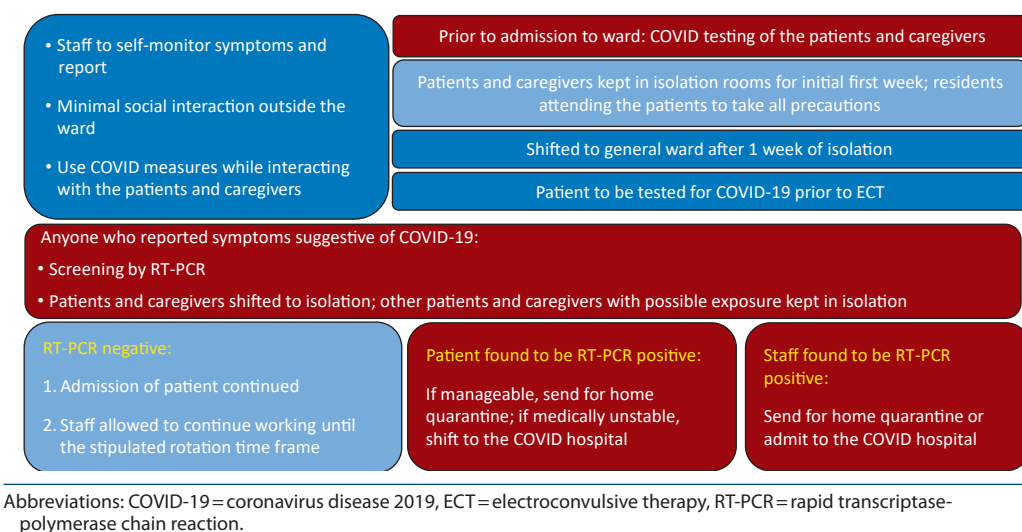 • Staff to self-monitor symptoms and
report
• Minimal social interaction outside the
ward
• Use COVID measures while interacting
with the patients and caregivers
Prior to admission to ward: COVID testing of the patients and caregivers
Patients and caregivers kept in isolation rooms for initial first week; residents
attending the patients to take all precautions
Shifted to general ward after 1 week of isolation
Patient to be tested for COVID-19 prior to ECT
Anyone who reported symptoms suggestive of COVID-19:
• Screening by RT-PCR
• Patients and caregivers shifted to isolation; other patients and caregivers with possible exposure kept in isolation
RT-PCR negative:
1. Admission of patient continued
2. Staff allowed to continue working until
the stipulated rotation time frame
Patient found to be RT-PCR positive:
If manageable, send for home
quarantine; if medically unstable,
shift to the COVID hospital
Staff found to be RT-PCR
positive:
Send for home quarantine or
admit to the COVID hospital
Abbreviations: COVID-19 = coronavirus disease 2019, ECT = electroconvulsive therapy, RT-PCR = rapid transcriptase-
polymerase chain reaction.